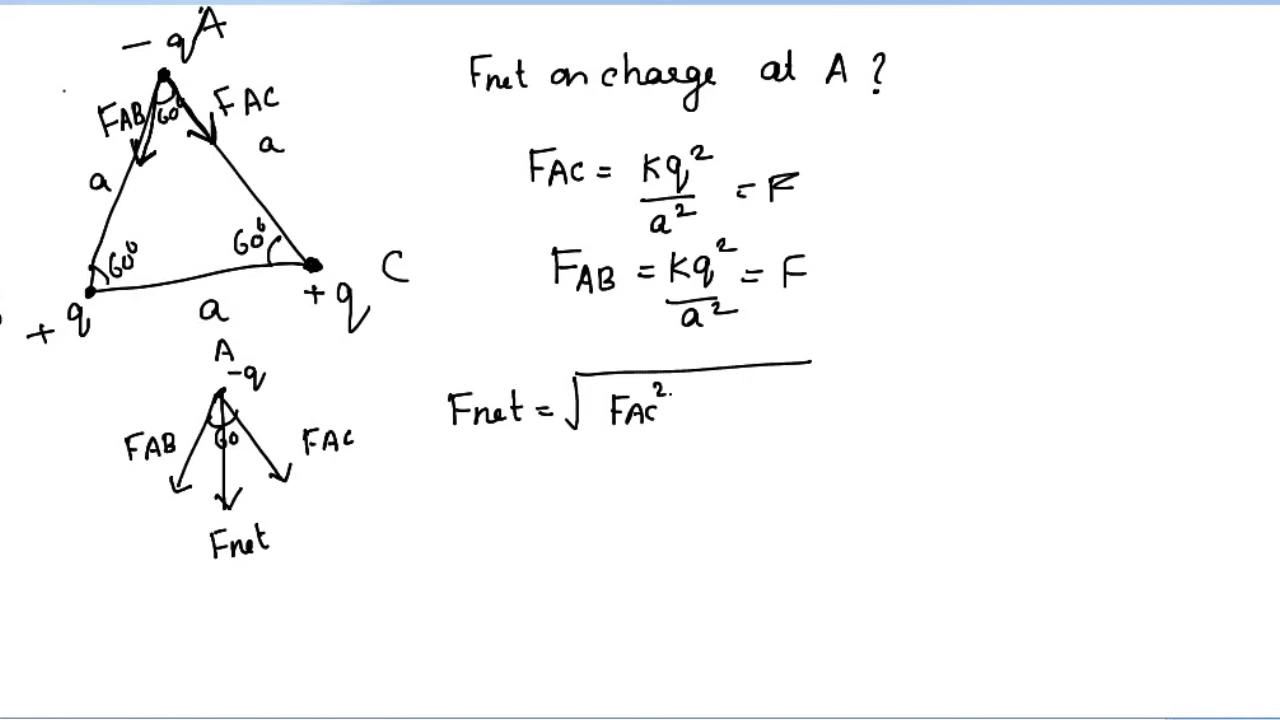 - q A
FAB 60° FAC
a a
60° 60°
+ q a + q C
A
-q
FAB 60 FAC
Fnet
Fnet on charge at A ?
FAC = Kq²/a² = F
FAB = Kq²/a² = F
Fnet = √ FAC²